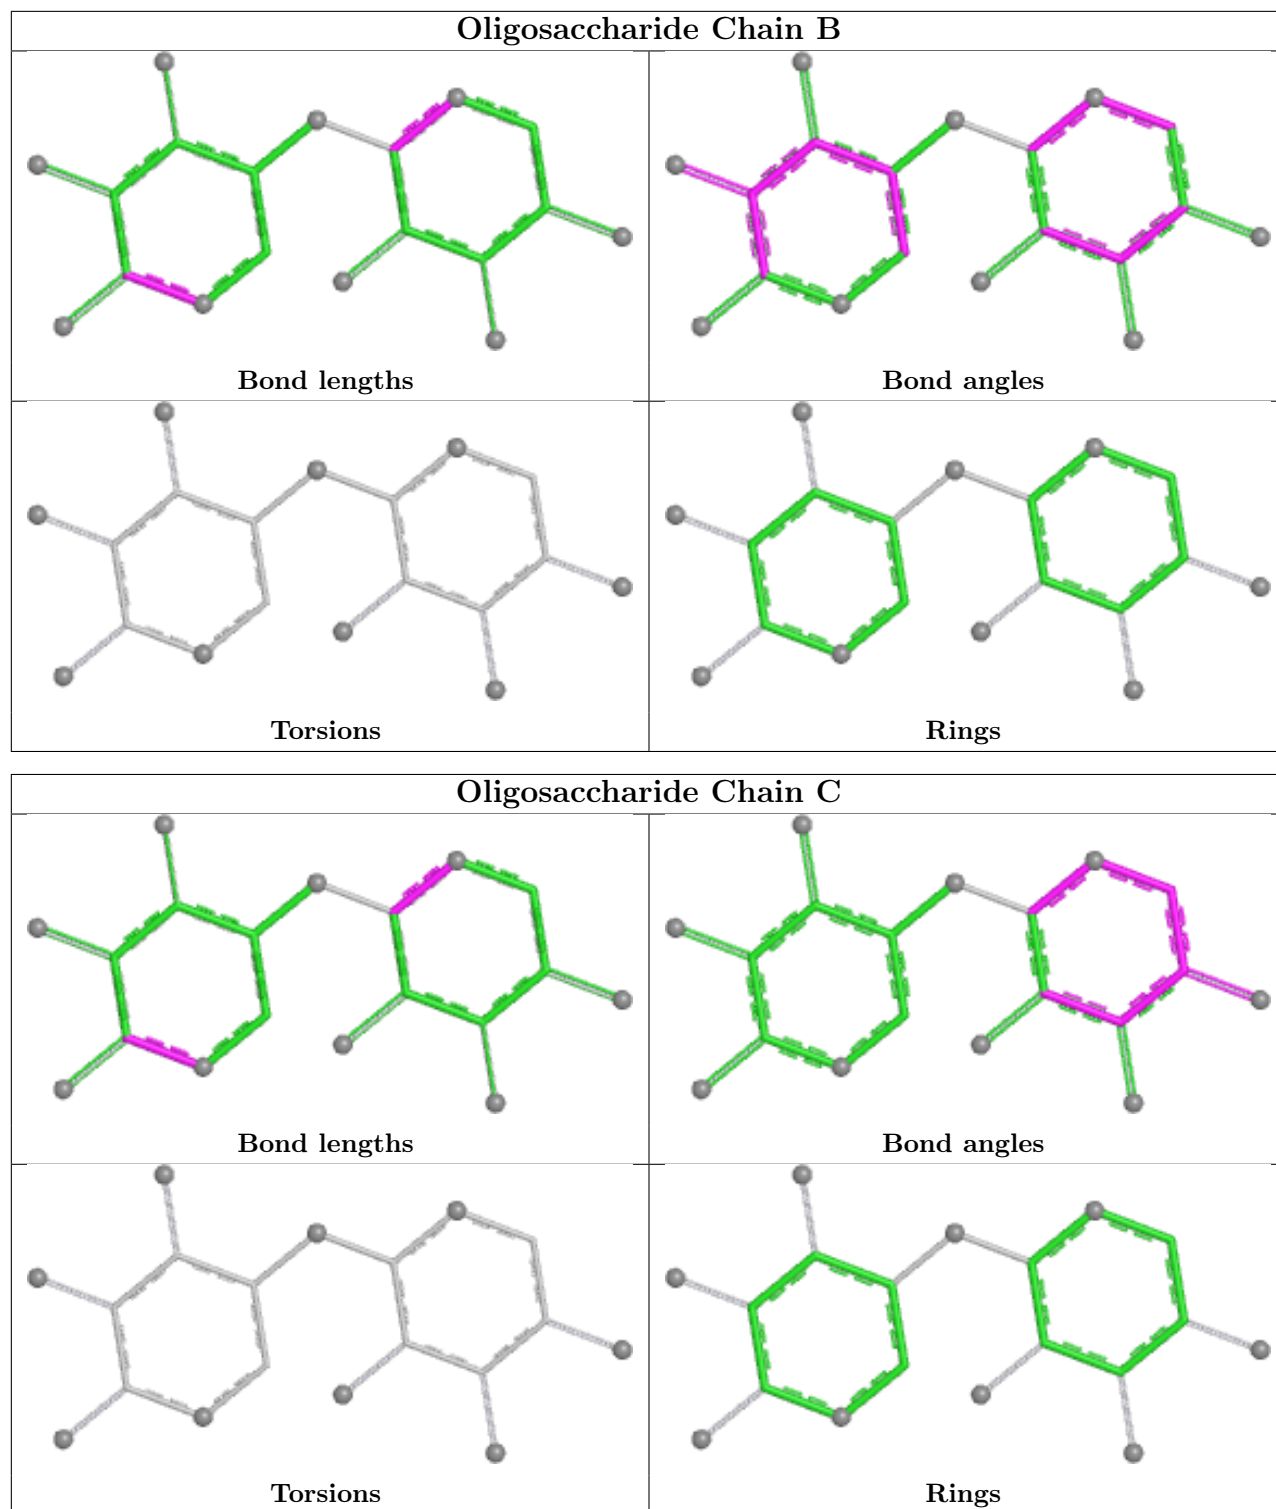 Oligosaccharide Chain B
Bond lengths
Bond angles
Torsions
Rings
Oligosaccharide Chain C
Bond lengths
Bond angles
Torsions
Rings